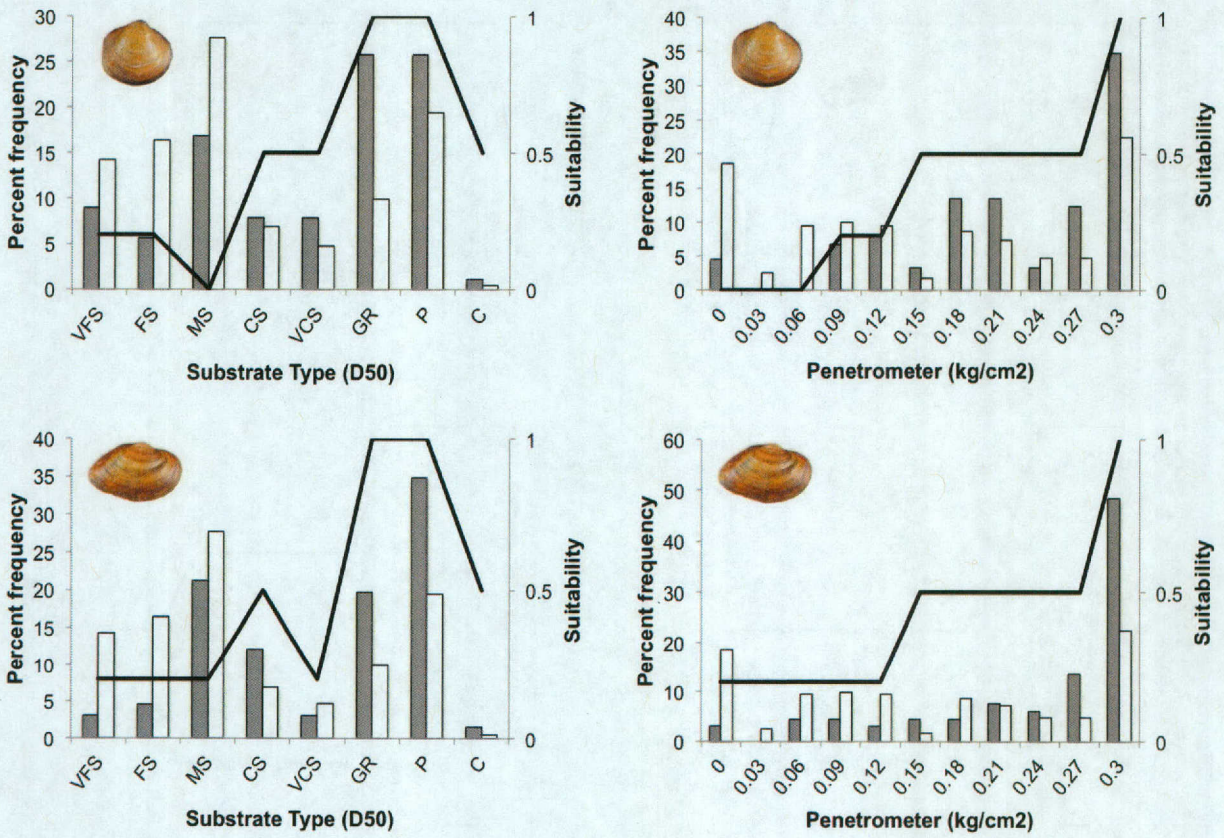 30
25
20
15
10
5
0
Percent frequency
1
0.5
0
Suitability
VFS FS MS CS VCS GR P C
Substrate Type (D50)
40
35
30
25
20
15
10
5
0
Percent frequency
1
0.5
0
Suitability
0 0.03 0.06 0.09 0.12 0.15 0.18 0.21 0.24 0.27 0.3
Penetrometer (kg/cm2)
40
35
30
25
20
15
10
5
0
Percent frequency
1
0.5
0
Suitability
VFS FS MS CS VCS GR P C
Substrate Type (D50)
60
50
40
30
20
10
0
Percent frequency
1
0.5
0
Suitability
0 0.03 0.06 0.09 0.12 0.15 0.18 0.21 0.24 0.27 0.3
Penetrometer (kg/cm2)